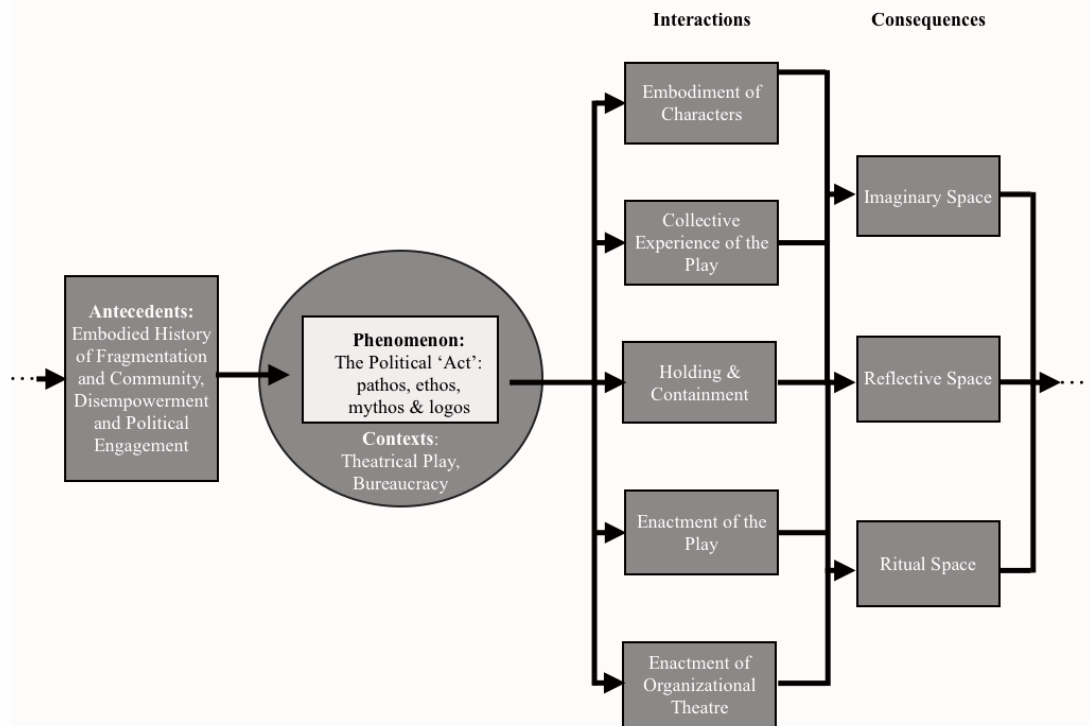 Interactions
Consequences
Embodiment of
Characters
Collective
Experience of the
Play
Holding &
Containment
Enactment of the
Play
Enactment of
Organizational
Theatre
Imaginary Space
Reflective Space
Ritual Space
Antecedents:
Embodied History
of Fragmentation
and Community,
Disempowerment
and Political
Engagement
Phenomenon:
The Political ‘Act’:
pathos, ethos,
mythos & logos
Contexts:
Theatrical Play,
Bureaucracy